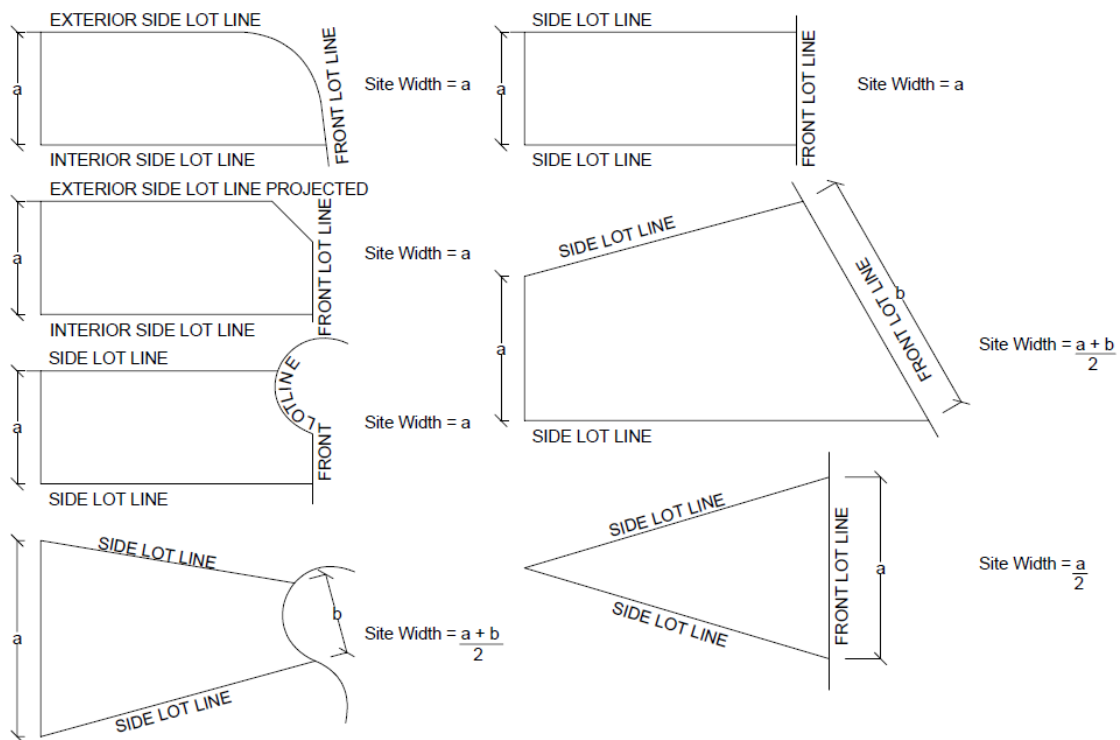 EXTERIOR SIDE LOT LINE
a
FRONT LOT LINE
Site Width = a
INTERIOR SIDE LOT LINE
SIDE LOT LINE
a
FRONT LOT LINE
Site Width = a
SIDE LOT LINE
EXTERIOR SIDE LOT LINE PROJECTED
a
FRONT LOT LINE
Site Width = a
INTERIOR SIDE LOT LINE
SIDE LOT LINE
a
b
FRONT LOT LINE
Site Width = a + b
2
SIDE LOT LINE
SIDE LOT LINE
a
FRONT LOTLINE
Site Width = a
SIDE LOT LINE
SIDE LOT LINE
a
b
Site Width = a + b
2
SIDE LOT LINE
SIDE LOT LINE
FRONT LOT LINE
a
Site Width = a
2
SIDE LOT LINE